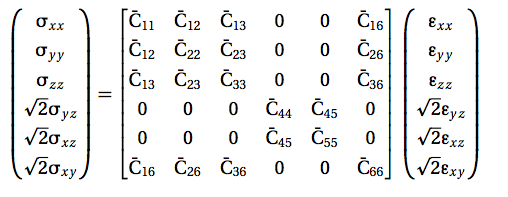 σxx C̄11 C̄12 C̄13 0 0 C̄16 εxx
σyy C̄12 C̄22 C̄23 0 0 C̄26 εyy
σzz C̄13 C̄23 C̄33 0 0 C̄36 εzz
√2σyz = 0 0 0 C̄44 C̄45 0 √2εyz
√2σxz 0 0 0 C̄45 C̄55 0 √2εxz
√2σxy C̄16 C̄26 C̄36 0 0 C̄66 √2εxy